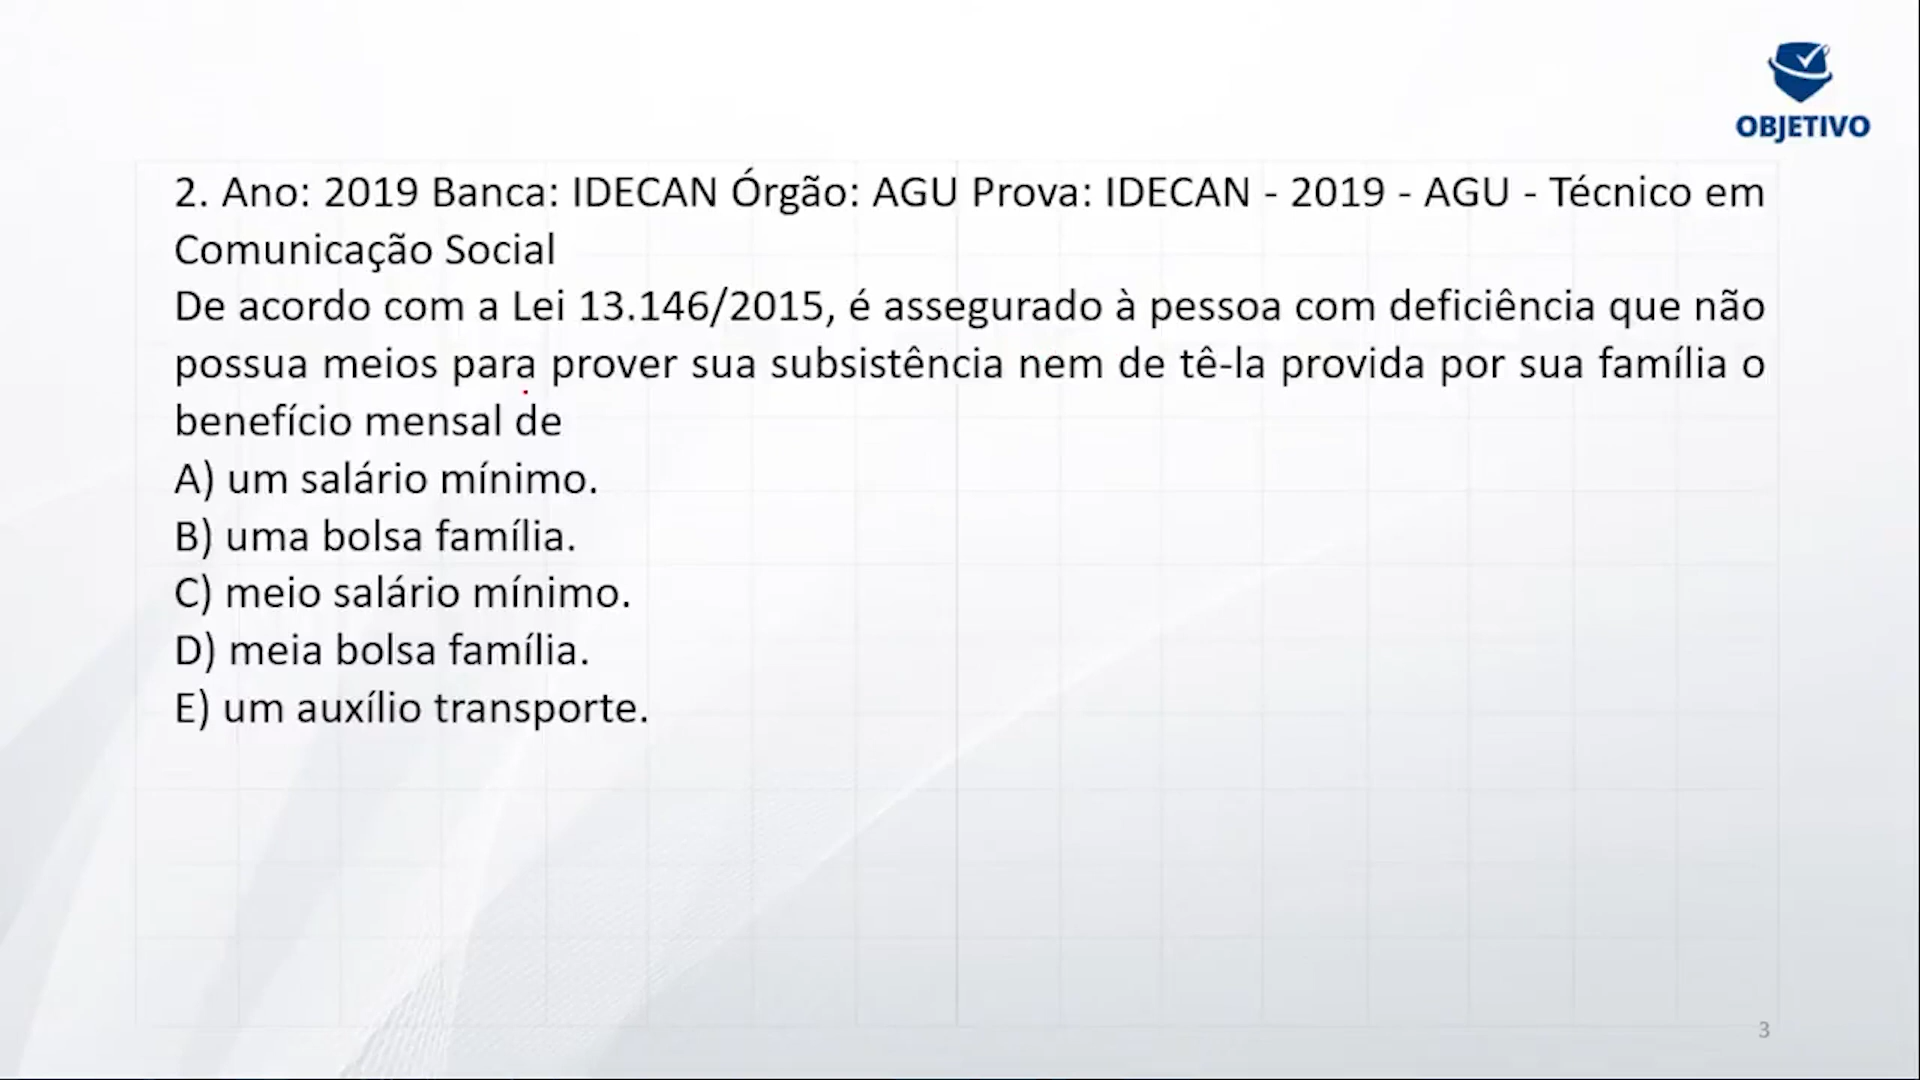 OBJETIVO
2. Ano: 2019 Banca: IDECAN Órgão: AGU Prova: IDECAN - 2019 - AGU - Técnico em
Comunicação Social
De acordo com a Lei 13.146/2015, é assegurado à pessoa com deficiência que não
possua meios para prover sua subsistência nem de tê-la provida por sua família o
benefício mensal de
A) um salário mínimo.
B) uma bolsa família.
C) meio salário mínimo.
D) meia bolsa família.
E) um auxílio transporte.
3